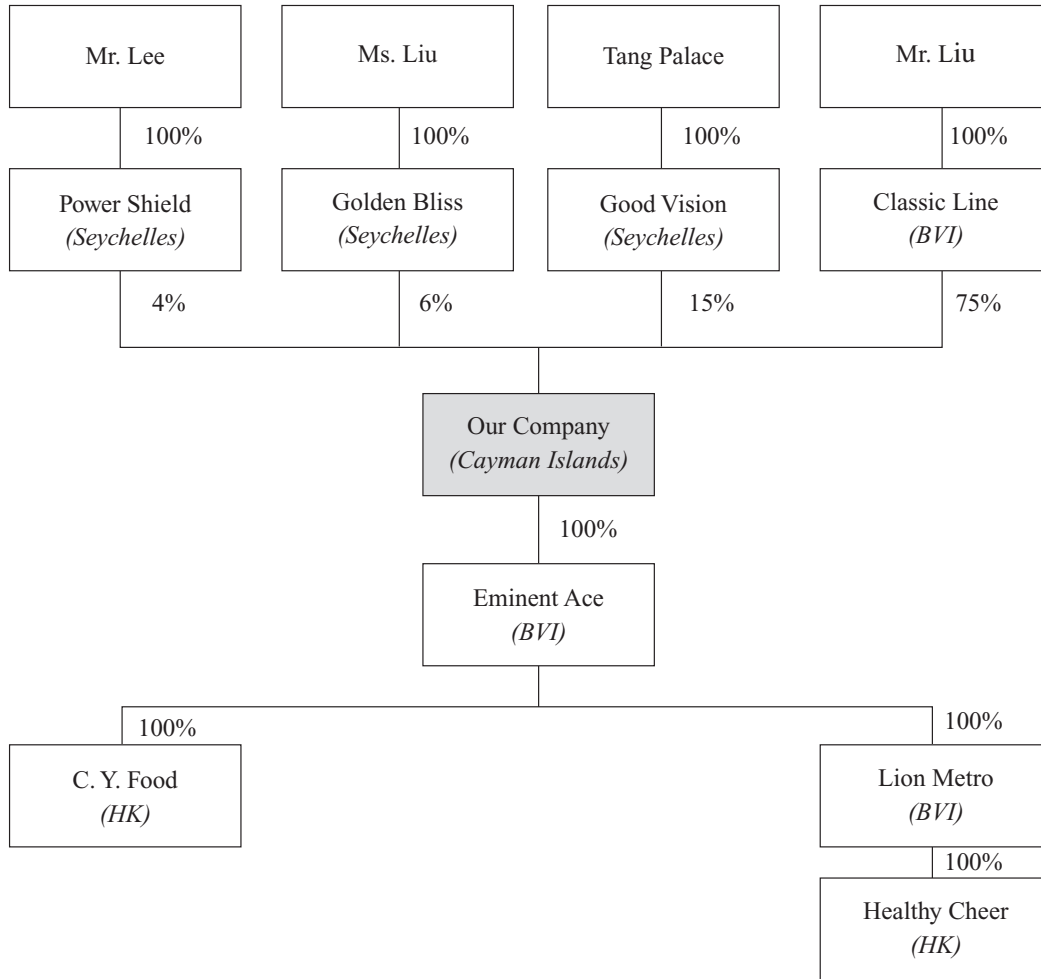 Mr. Lee
Ms. Liu
Tang Palace
Mr. Liu
100%
100%
100%
100%
Power Shield
(Seychelles)
Golden Bliss
(Seychelles)
Good Vision
(Seychelles)
Classic Line
(BVI)
4%
6%
15%
75%
Our Company
(Cayman Islands)
100%
Eminent Ace
(BVI)
100%
100%
C. Y. Food
(HK)
Lion Metro
(BVI)
100%
Healthy Cheer
(HK)